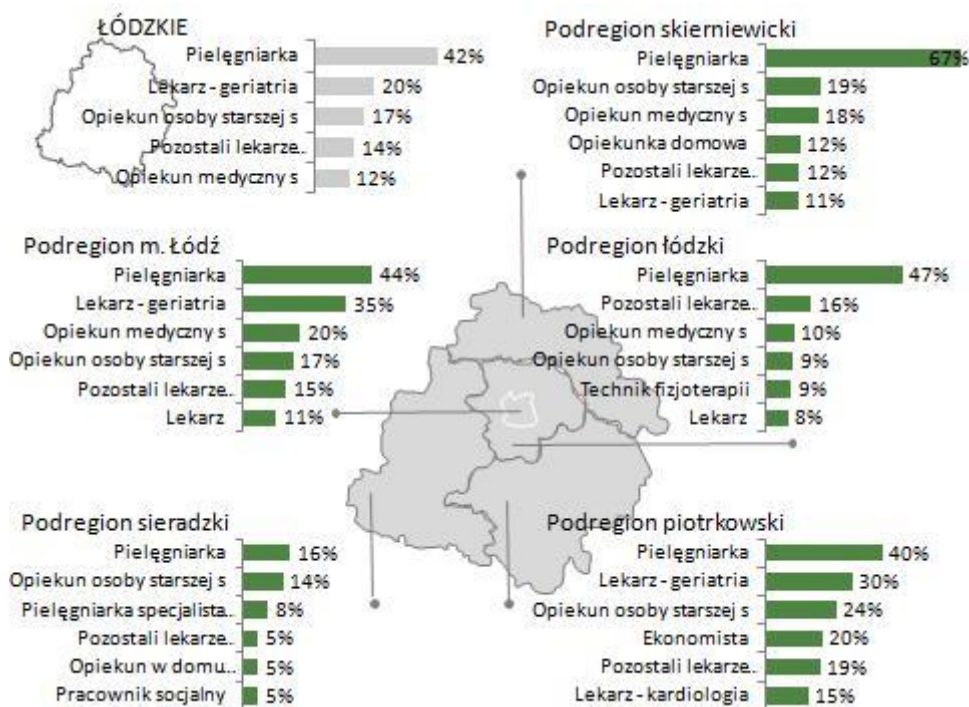 ŁÓDZKIE
Pielęgniarka 42%
Lekarz - geriatria 20%
Opiekun osoby starszej s 17%
Pozostali lekarze.. 14%
Opiekun medyczny s 12%
Podregion skierniewicki
Pielęgniarka 67%
Opiekun osoby starszej s 19%
Opiekun medyczny s 18%
Opiekunka domowa 12%
Pozostali lekarze.. 12%
Lekarz - geriatria 11%
Podregion m. Łódź
Pielęgniarka 44%
Lekarz - geriatria 35%
Opiekun medyczny s 20%
Opiekun osoby starszej s 17%
Pozostali lekarze.. 15%
Lekarz 11%
Podregion łódzki
Pielęgniarka 47%
Pozostali lekarze.. 16%
Opiekun medyczny s 10%
Opiekun osoby starszej s 9%
Technik fizjoterapii 9%
Lekarz 8%
Podregion sieradzki
Pielęgniarka 16%
Opiekun osoby starszej s 14%
Pielęgniarka specjalista.. 8%
Pozostali lekarze.. 5%
Opiekun w domu.. 5%
Pracownik socjalny 5%
Podregion piotrkowski
Pielęgniarka 40%
Lekarz - geriatria 30%
Opiekun osoby starszej s 24%
Ekonomista 20%
Pozostali lekarze.. 19%
Lekarz - kardiologia 15%